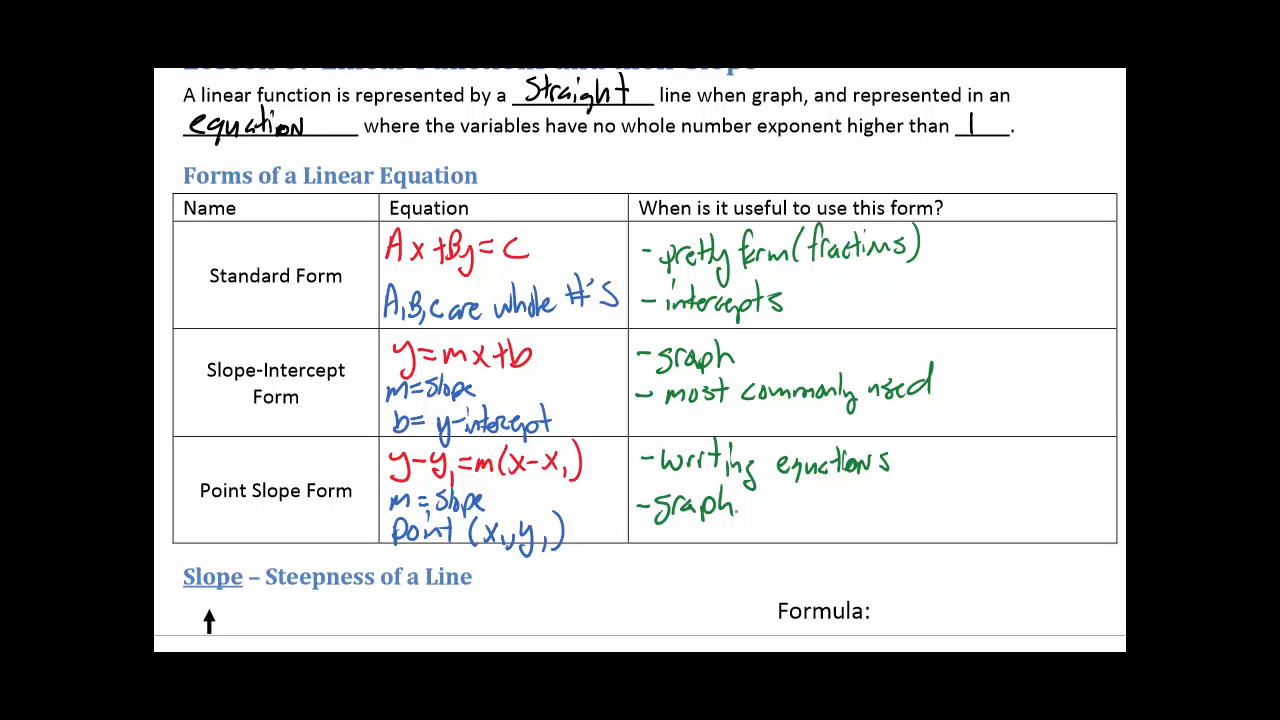 A linear function is represented by a straight line when graph, and represented in an
equation where the variables have no whole number exponent higher than 1.
Forms of a Linear Equation
Name Equation When is it useful to use this form?
Standard Form
Ax + By = C
A, B, C are whole #'s
- pretty form (fractions)
- intercepts
Slope-Intercept
Form
y = mx + b
m = slope
b = y-intercept
- graph
- most commonly used
Point Slope Form
y - y₁ = m(x - x₁)
m = slope
point (x₁, y₁)
- writing equations
- graph
Slope – Steepness of a Line
Formula: